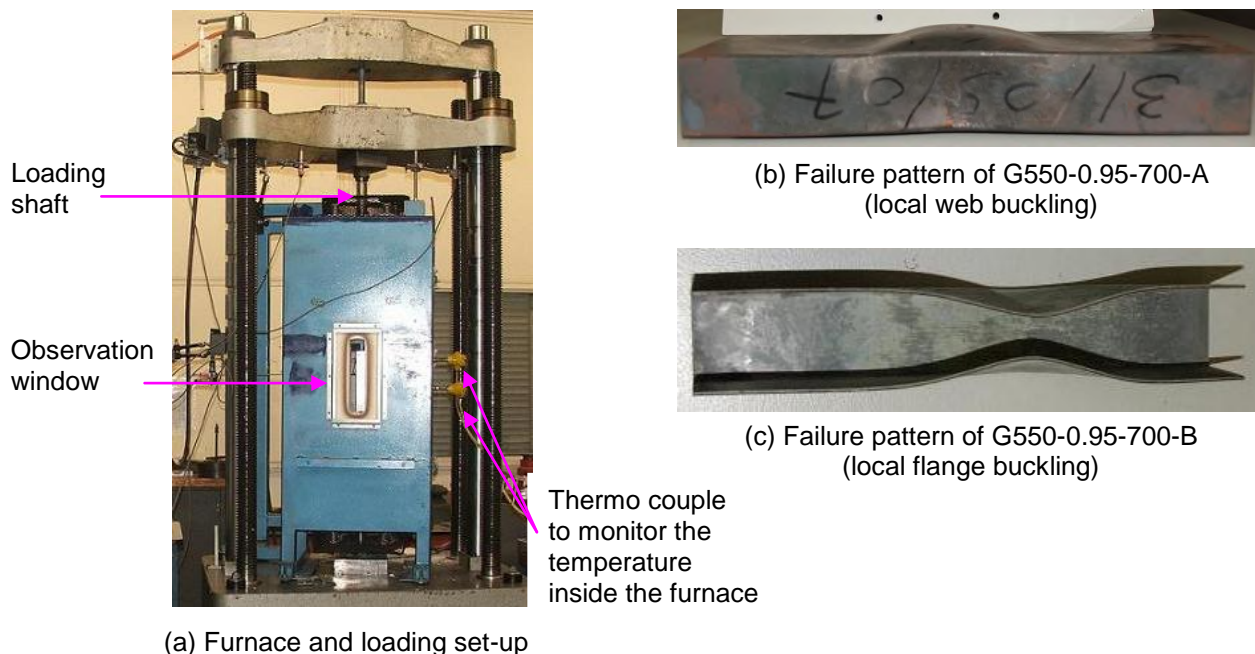 Loading
shaft
Observation
window
Thermo couple
to monitor the
temperature
inside the furnace
(a) Furnace and loading set-up
31/05/07
(b) Failure pattern of G550-0.95-700-A
(local web buckling)
(c) Failure pattern of G550-0.95-700-B
(local flange buckling)